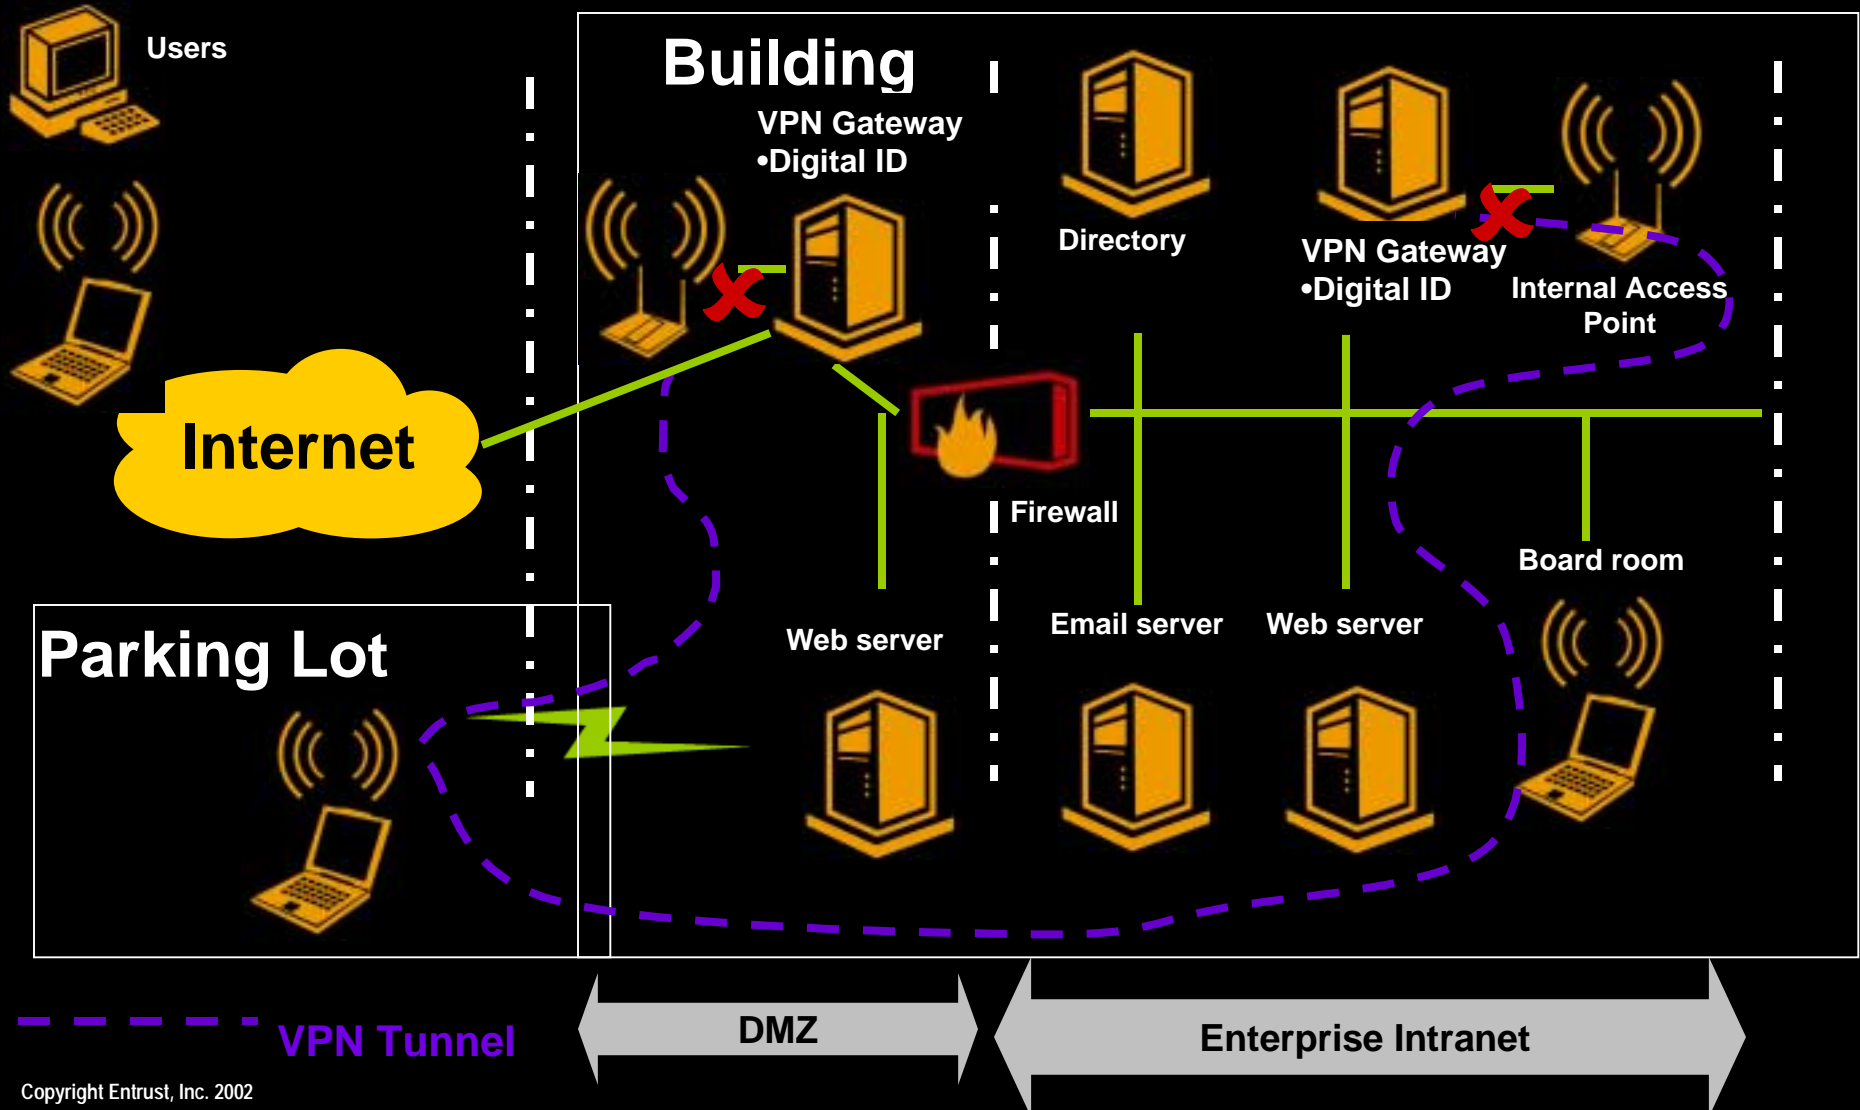 Users
Building
VPN Gateway
•Digital ID
Directory
VPN Gateway
•Digital ID
Internal Access
Point
Internet
Firewall
Board room
Parking Lot
Web server
Email server
Web server
VPN Tunnel
DMZ
Enterprise Intranet
Copyright Entrust, Inc. 2002